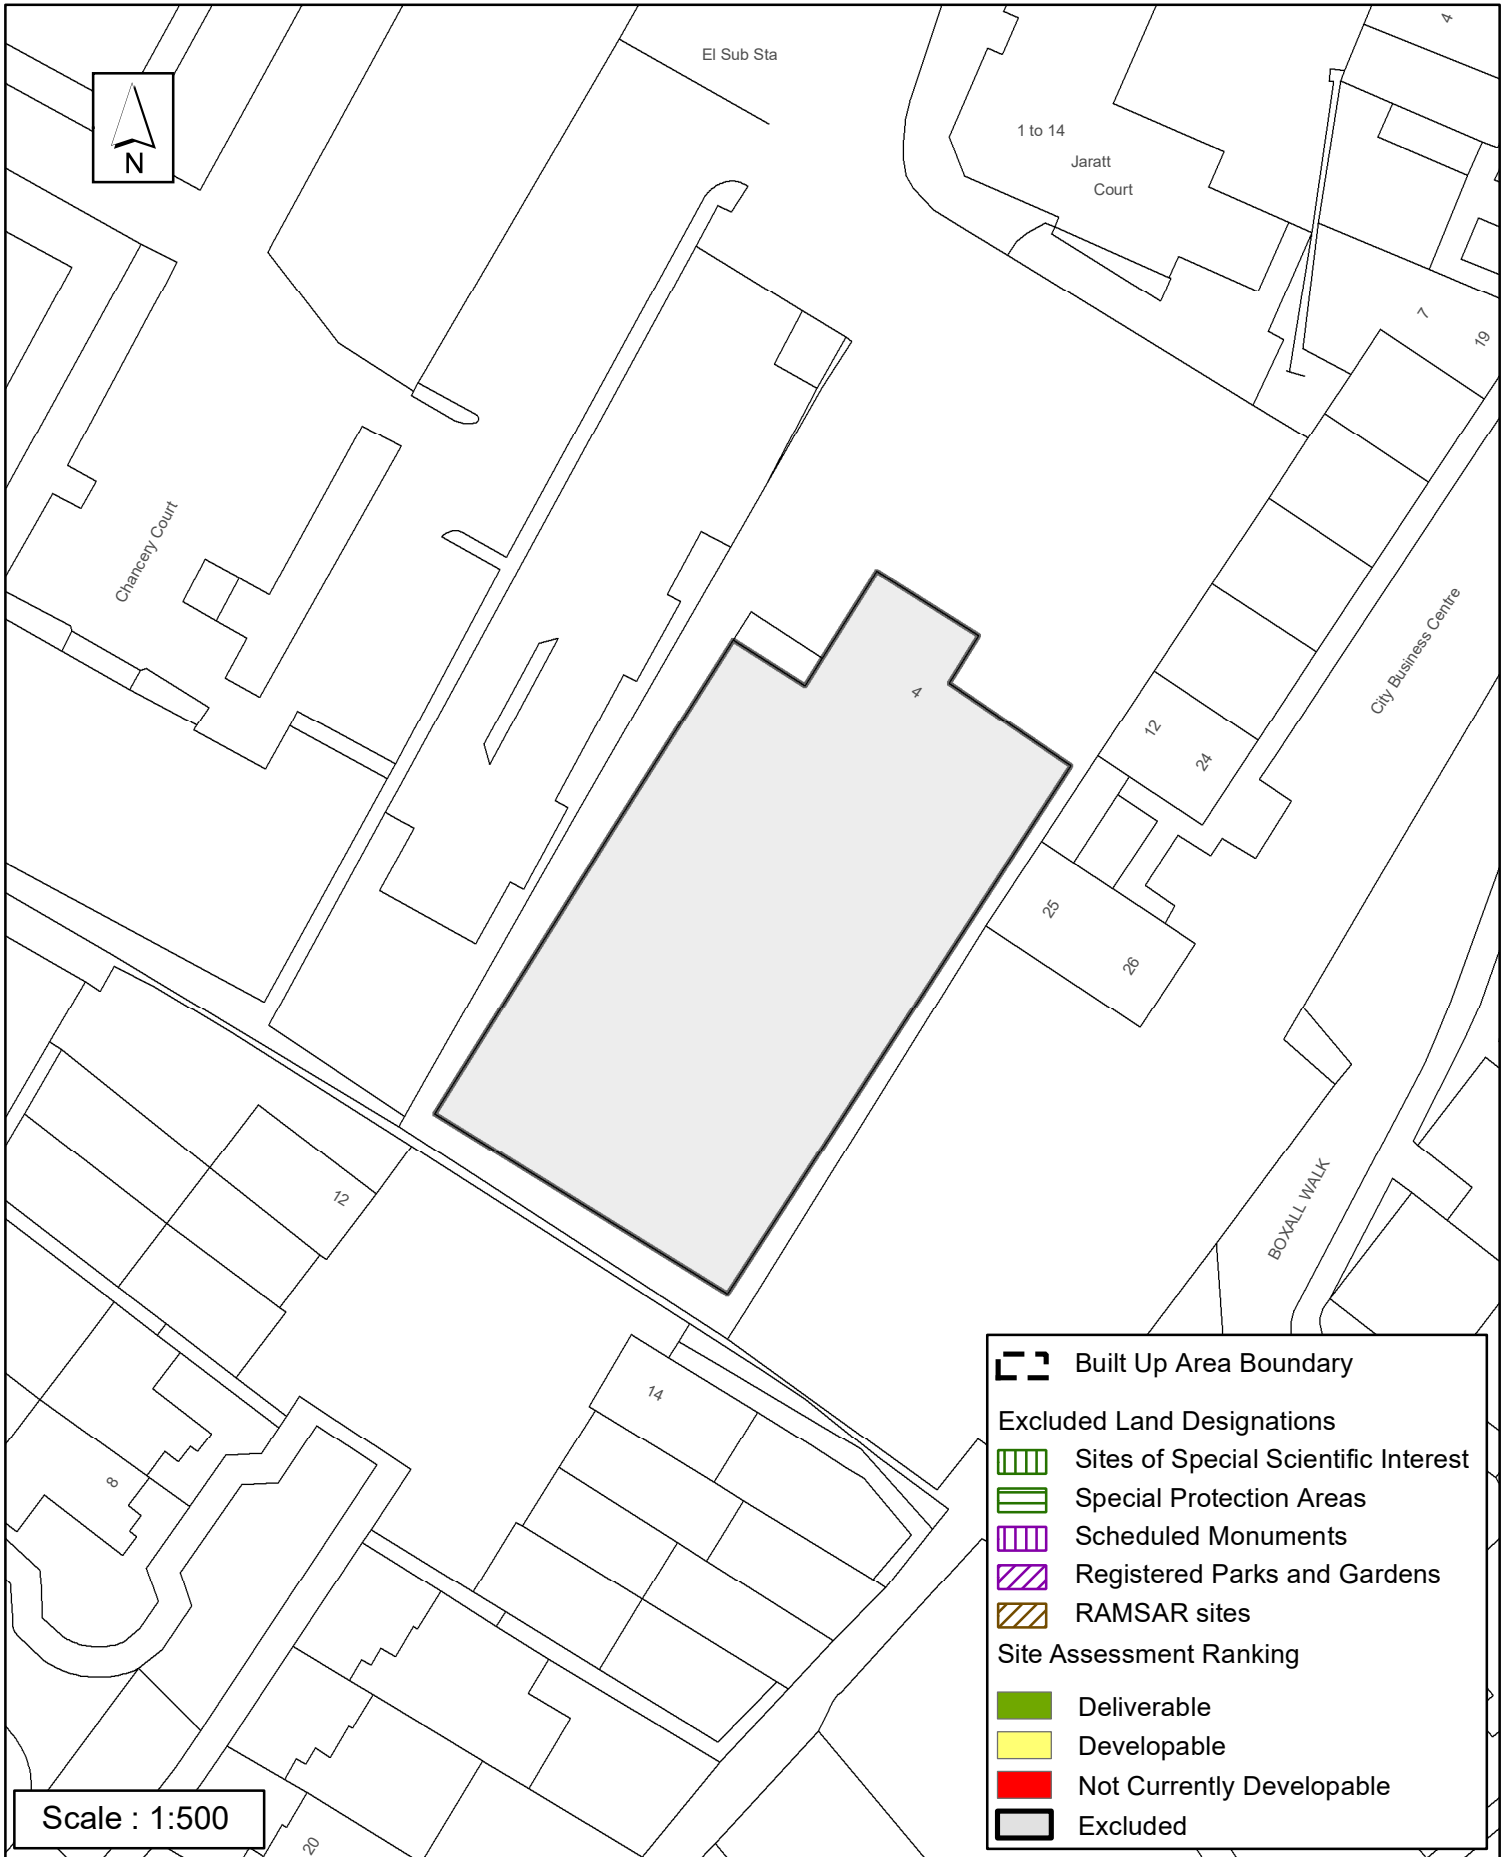 4
El Sub Sta
1 to 14
Jaratt
Court
N
7
19
Chancery Court
City Business Centre
4
12
24
25
26
12
BOXALL WALK
14
8
20
Built Up Area Boundary
Excluded Land Designations
Sites of Special Scientific Interest
Special Protection Areas
Scheduled Monuments
Registered Parks and Gardens
RAMSAR sites
Site Assessment Ranking
Deliverable
Developable
Not Currently Developable
Excluded
Scale : 1:500